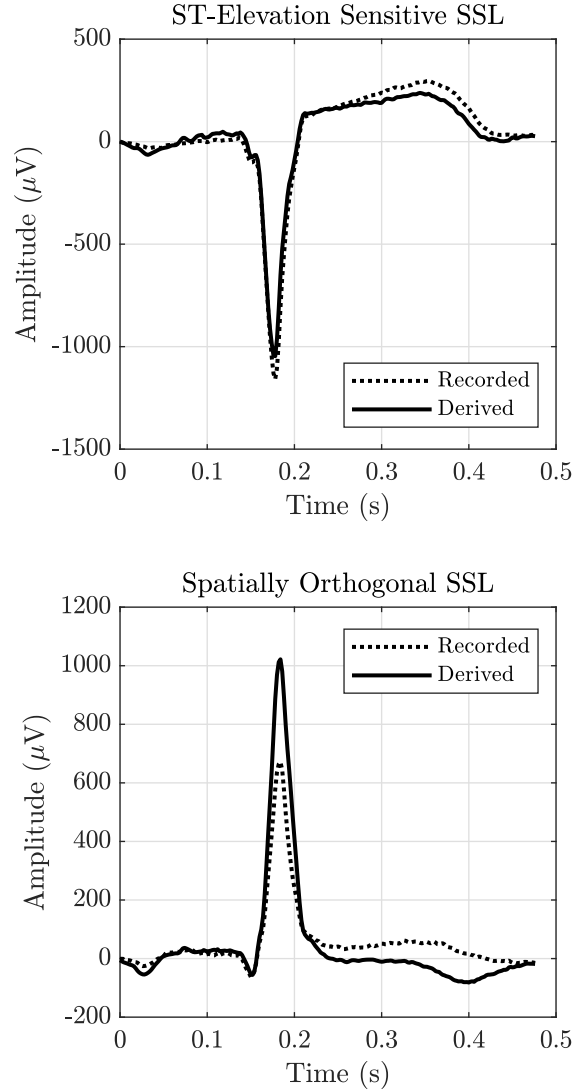 ST-Elevation Sensitive SSL
500
0
-500
-1000
-1500
Amplitude (μV)
Recorded
Derived
0 0.1 0.2 0.3 0.4 0.5
Time (s)
Spatially Orthogonal SSL
1200
1000
800
600
400
200
0
-200
Amplitude (μV)
Recorded
Derived
0 0.1 0.2 0.3 0.4 0.5
Time (s)